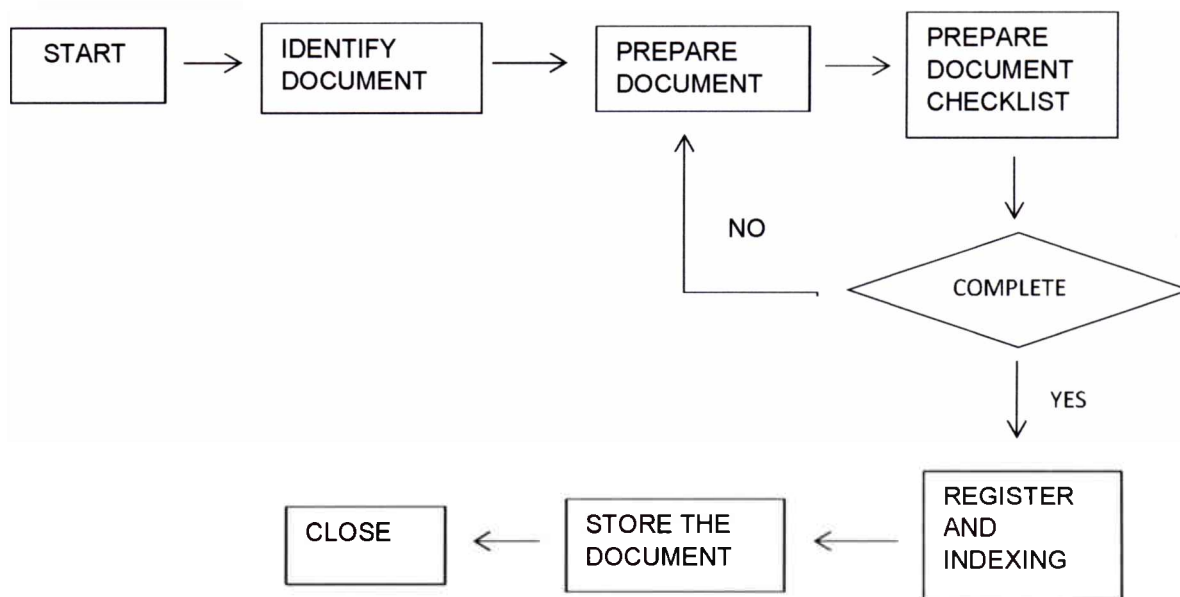 START
IDENTIFY
DOCUMENT
PREPARE
DOCUMENT
PREPARE
DOCUMENT
CHECKLIST
NO
COMPLETE
YES
CLOSE
STORE THE
DOCUMENT
REGISTER
AND
INDEXING